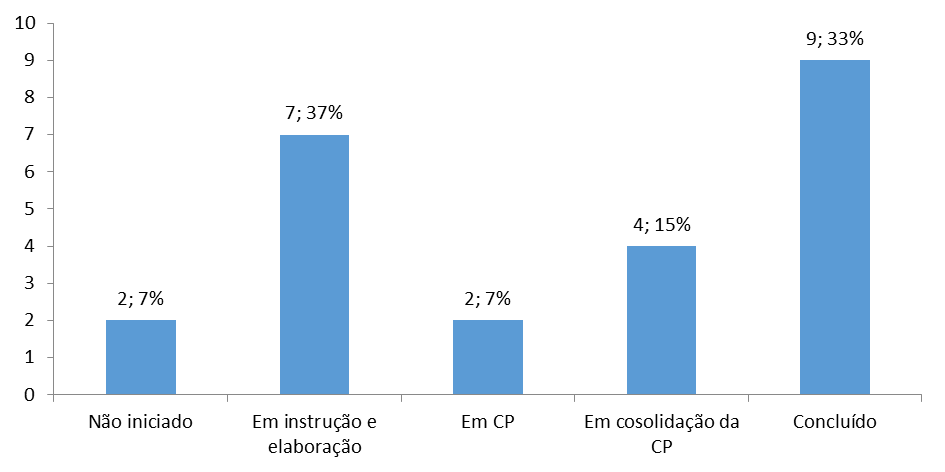 10
9
8
7
6
5
4
3
2
1
0
2; 7%
7; 37%
2; 7%
4; 15%
9; 33%
Não iniciado
Em instrução e
elaboração
Em CP
Em cosolidação da
CP
Concluído